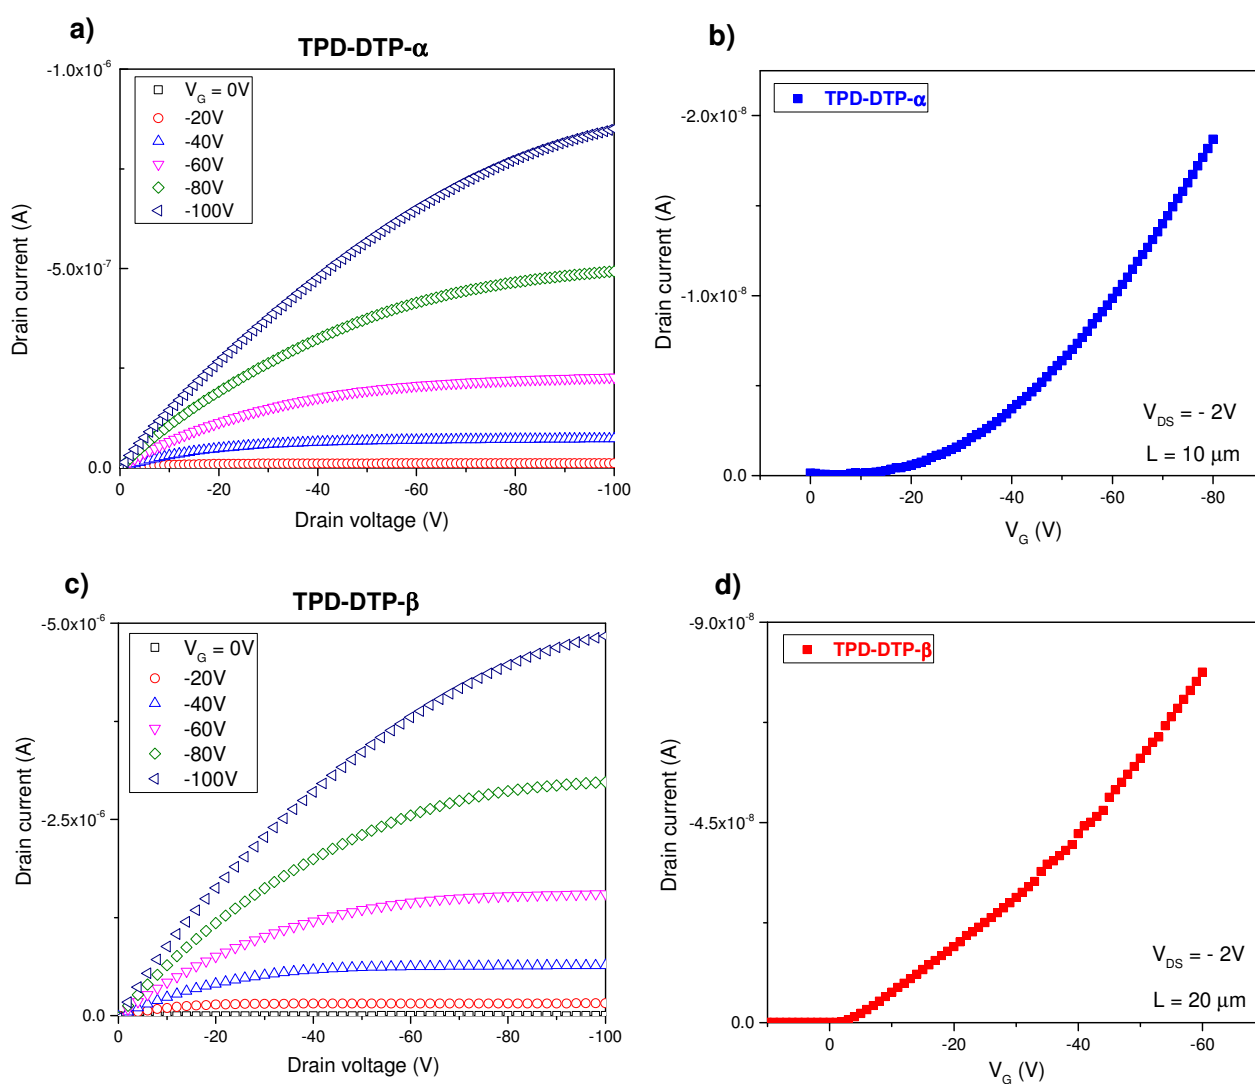 a)
TPD-DTP-α
-1.0x10⁻⁶
-5.0x10⁻⁷
0.0
Drain current (A)
V_G = 0V
-20V
-40V
-60V
-80V
-100V
0 -20 -40 -60 -80 -100
Drain voltage (V)
b)
-2.0x10⁻⁸
-1.0x10⁻⁸
0.0
Drain current (A)
TPD-DTP-α
V_DS = - 2V
L = 10 μm
0 -20 -40 -60 -80
V_G (V)
c)
TPD-DTP-β
-5.0x10⁻⁶
-2.5x10⁻⁶
0.0
Drain current (A)
V_G = 0V
-20V
-40V
-60V
-80V
-100V
0 -20 -40 -60 -80 -100
Drain voltage (V)
d)
-9.0x10⁻⁸
-4.5x10⁻⁸
0.0
Drain current (A)
TPD-DTP-β
V_DS = - 2V
L = 20 μm
0 -20 -40 -60
V_G (V)